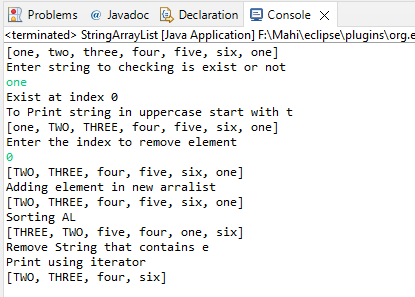 Problems @ Javadoc Declaration Console
<terminated> StringArrayList [Java Application] F:\Mahi\eclipse\plugins\org.e
[one, two, three, four, five, six, one]
Enter string to checking is exist or not
one
Exist at index 0
To Print string in uppercase start with t
[one, TWO, THREE, four, five, six, one]
Enter the index to remove element
0
[TWO, THREE, four, five, six, one]
Adding element in new arralist
[TWO, THREE, four, five, six, one]
Sorting AL
[THREE, TWO, five, four, one, six]
Remove String that contains e
Print using iterator
[TWO, THREE, four, six]